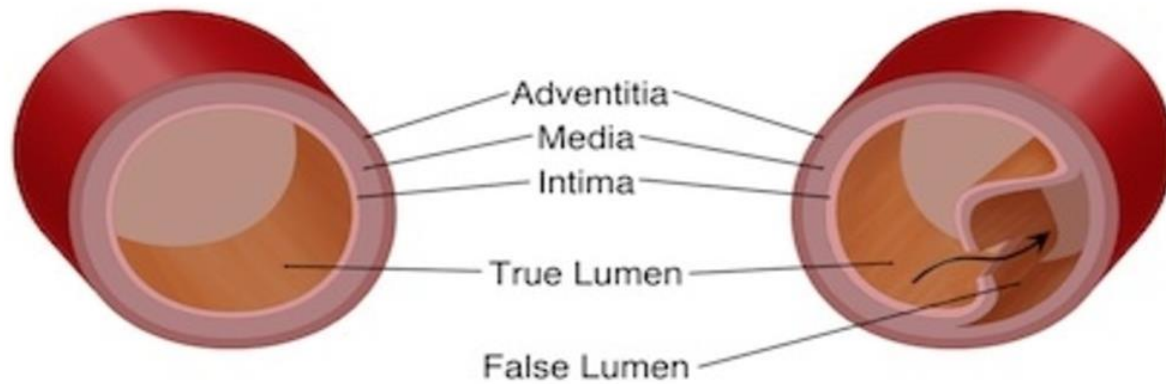 Adventitia
Media
Intima
True Lumen
False Lumen